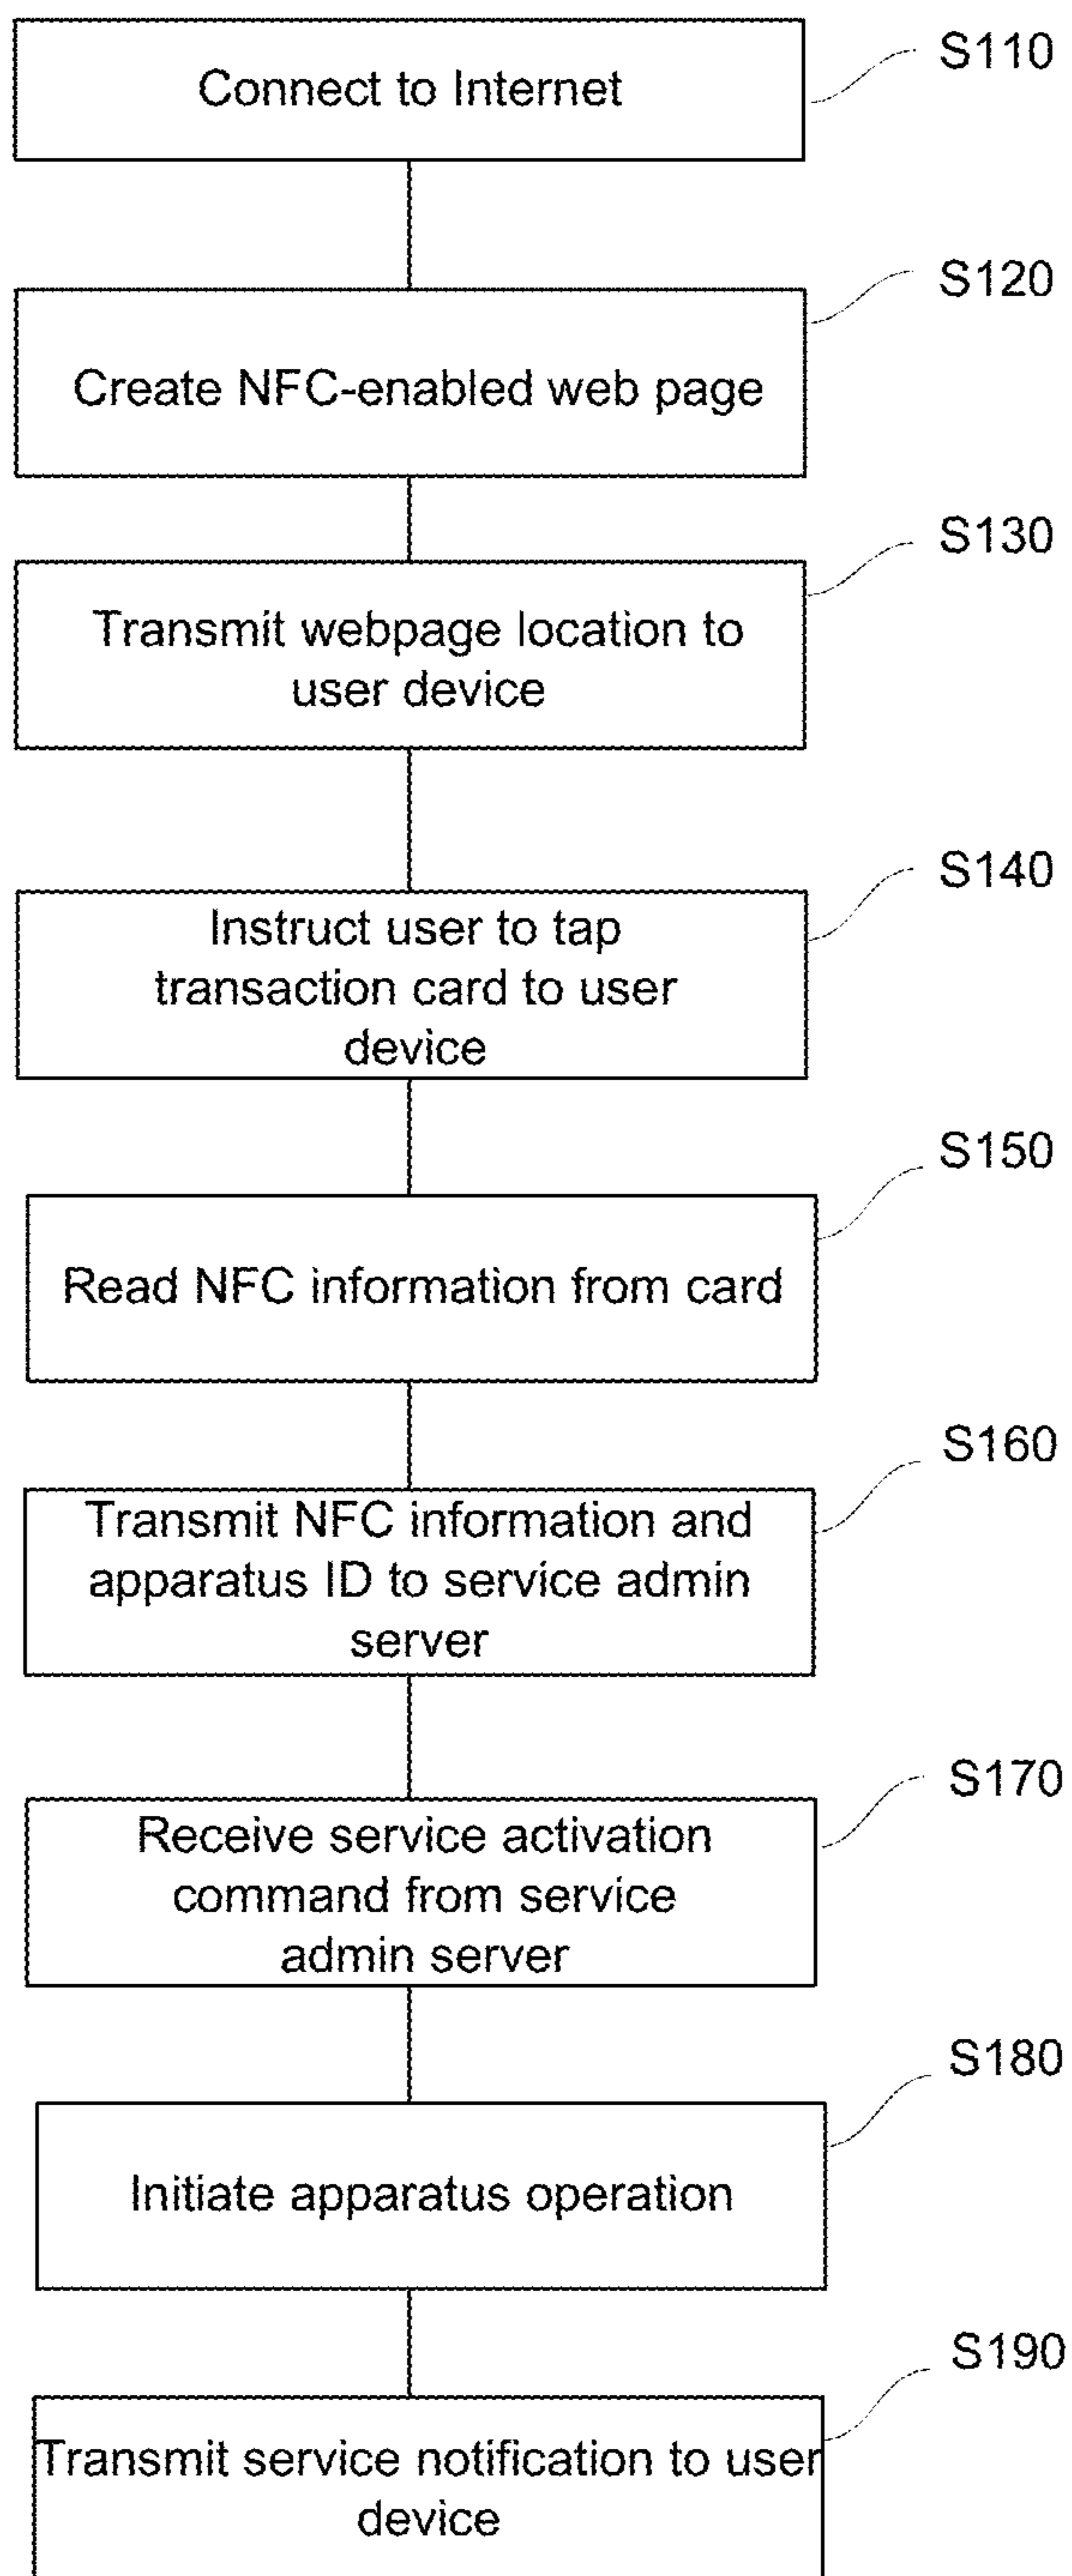 Connect to Internet
S110
Create NFC-enabled web page
S120
Transmit webpage location to
user device
S130
Instruct user to tap
transaction card to user
device
S140
Read NFC information from card
S150
Transmit NFC information and
apparatus ID to service admin
server
S160
Receive service activation
command from service
admin server
S170
Initiate apparatus operation
S180
Transmit service notification to user
device
S190